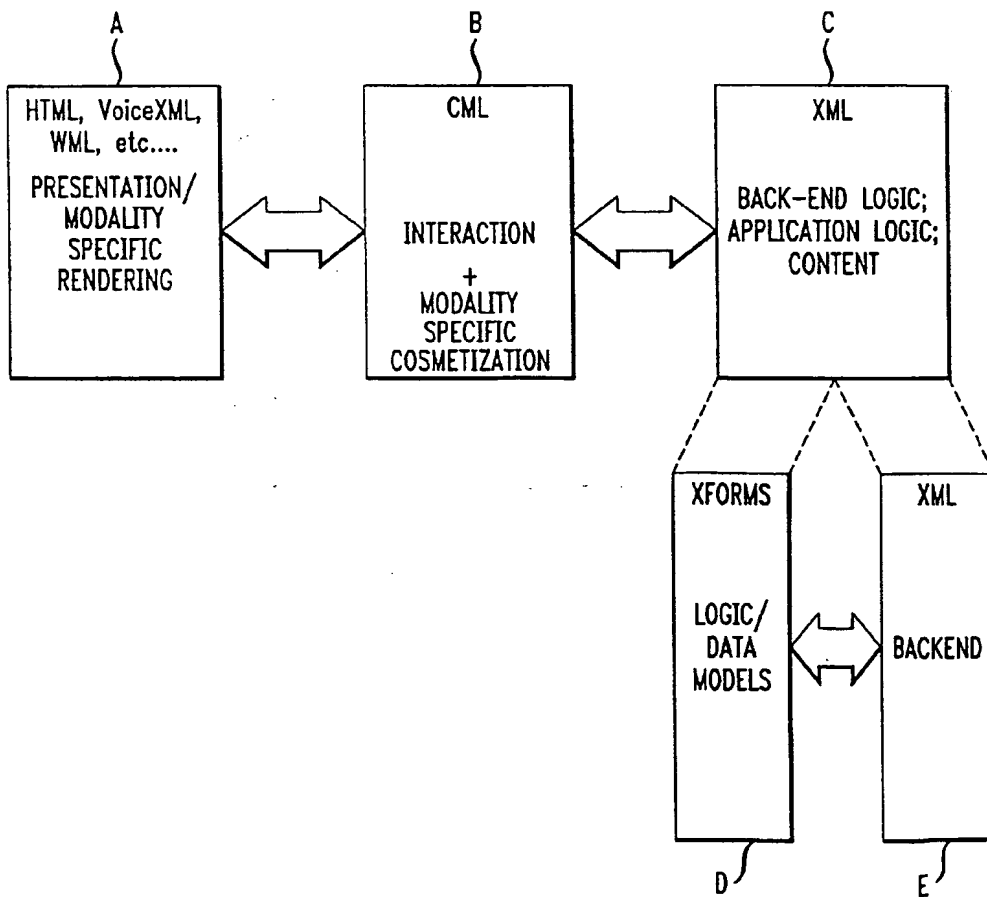 A
B
C
HTML, VoiceXML,
WML, etc....
PRESENTATION/
MODALITY
SPECIFIC
RENDERING
CML
INTERACTION
+
MODALITY
SPECIFIC
COSMETIZATION
XML
BACK-END LOGIC;
APPLICATION LOGIC;
CONTENT
XFORMS
LOGIC/
DATA
MODELS
XML
BACKEND
D
E